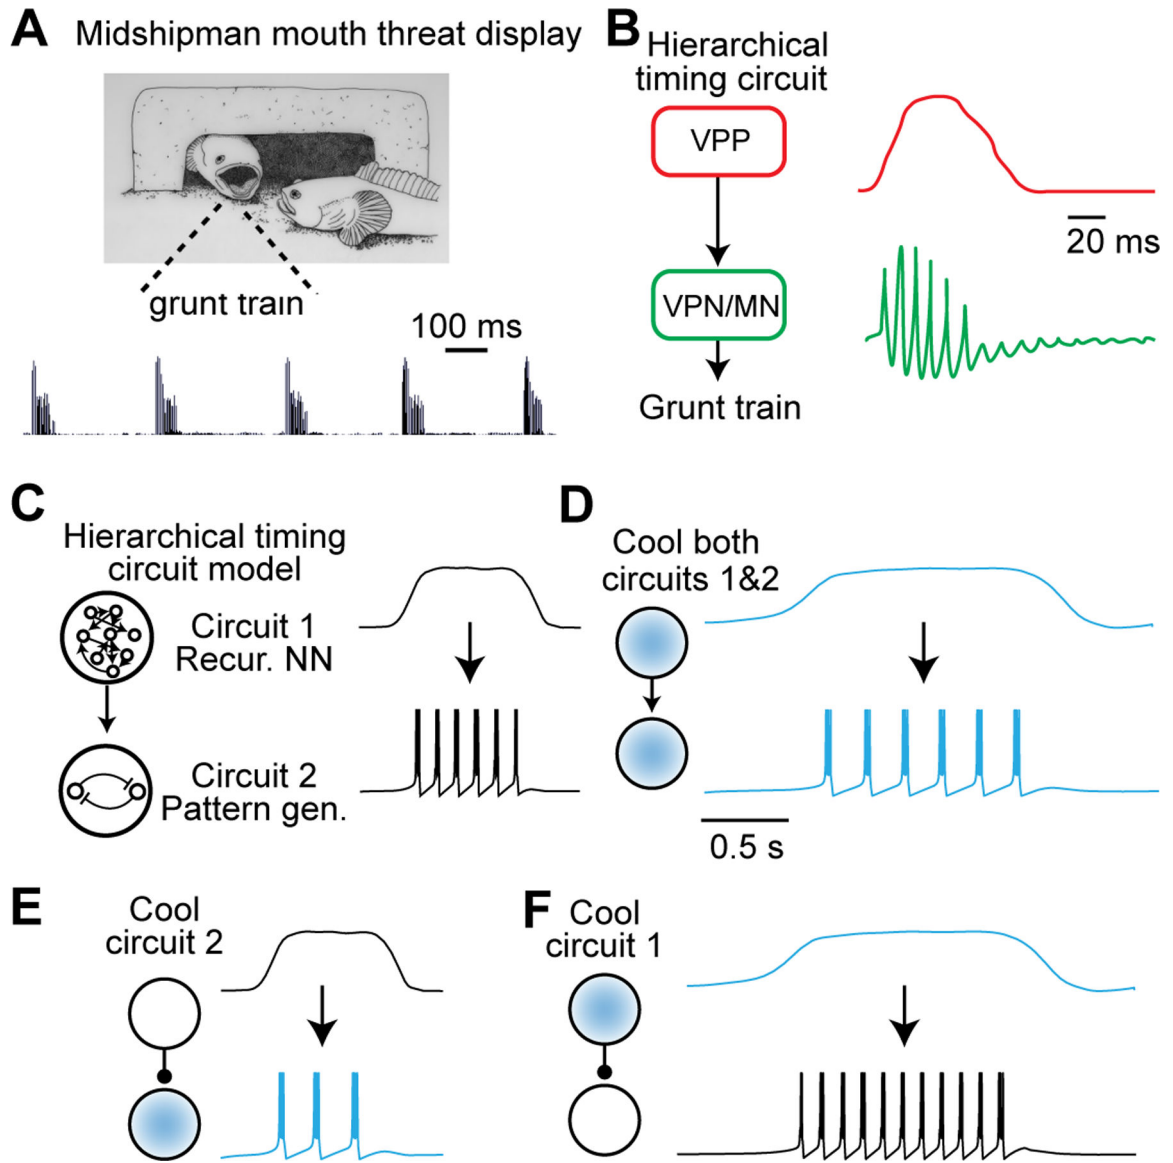 A Midshipman mouth threat display
grunt train
100 ms
B Hierarchical
timing circuit
VPP
20 ms
VPN/MN
Grunt train
C
Hierarchical timing
circuit model
Circuit 1
Recur. NN
Circuit 2
Pattern gen.
D
Cool both
circuits 1&2
0.5 s
E
Cool
circuit 2
F Cool
circuit 1